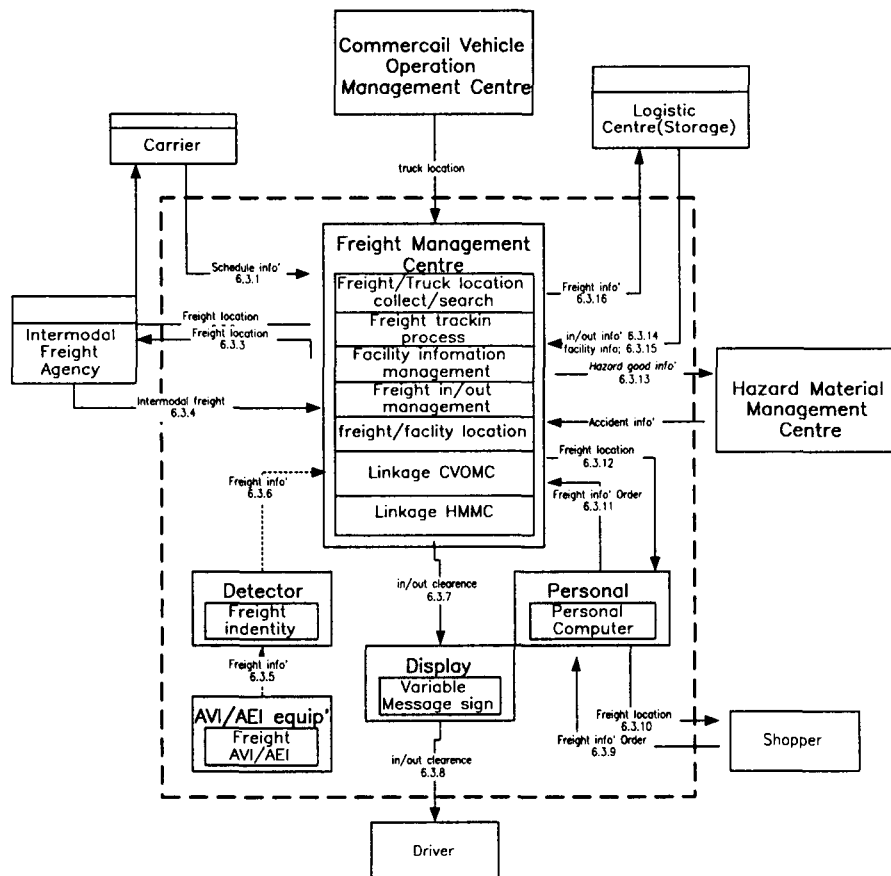 Commercail Vehicle
Operation
Management Centre
Logistic
Centre(Storage)
Carrier
truck location
Freight Management
Centre
Schedule info'
6.3.1
Freight/Truck location
collect/search
Freight info'
6.3.16
Freight trackin
process
Freight location
Freight location
6.3.3
Intermodal
Freight
Agency
in/out info' 6.3.14
facility info; 6.3.15
Facility infomation
management
Hazard good info'
6.3.13
Hazard Material
Management
Centre
Freight in/out
management
Intermodal freight
6.3.4
Accident info'
freight/faclity location
Freight location
6.3.12
Linkage CVOMC
Freight info'
6.3.6
Freight info' Order
6.3.11
Linkage HMMC
in/out clearence
6.3.7
Detector
Freight
indentity
Personal
Personal
Computer
Freight info'
6.3.5
Display
Variable
Message sign
AVI/AEI equip'
Freight
AVI/AEI
Freight location
6.3.10
Freight info' Order
6.3.9
Shopper
in/out clearence
6.3.8
Driver